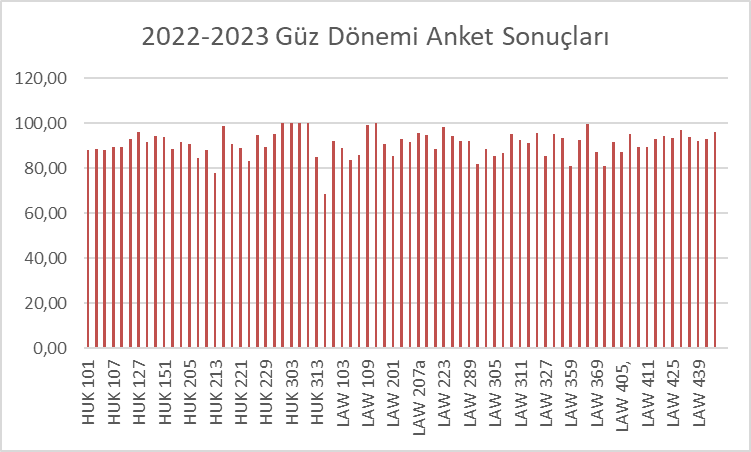 2022-2023 Güz Dönemi Anket Sonuçları
120,00
100,00
80,00
60,00
40,00
20,00
0,00
HUK 101
HUK 107
HUK 127
HUK 151
HUK 205
HUK 213
HUK 221
HUK 229
HUK 303
HUK 313
LAW 103
LAW 109
LAW 201
LAW 207a
LAW 223
LAW 289
LAW 305
LAW 311
LAW 327
LAW 359
LAW 369
LAW 405,
LAW 411
LAW 425
LAW 439